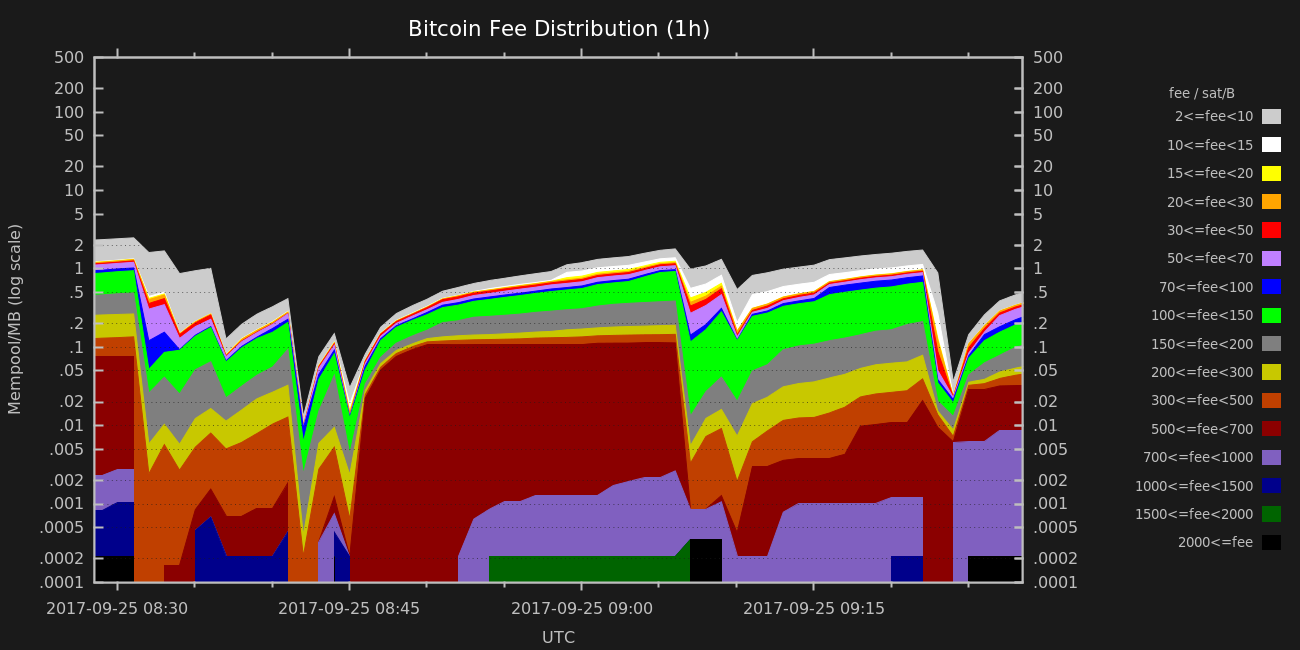 Bitcoin Fee Distribution (1h)
500 500
200 200
100 100
50 50
20 20
10 10
5 5
2 2
1 1
.5 .5
.2 .2
.1 .1
.05 .05
.02 .02
.01 .01
.005 .005
.002 .002
.001 .001
.0005 .0005
.0002 .0002
.0001 .0001
Mempool/MB (log scale)
2017-09-25 08:30 2017-09-25 08:45 2017-09-25 09:00 2017-09-25 09:15
UTC
fee / sat/B
2<=fee<10
10<=fee<15
15<=fee<20
20<=fee<30
30<=fee<50
50<=fee<70
70<=fee<100
100<=fee<150
150<=fee<200
200<=fee<300
300<=fee<500
500<=fee<700
700<=fee<1000
1000<=fee<1500
1500<=fee<2000
2000<=fee